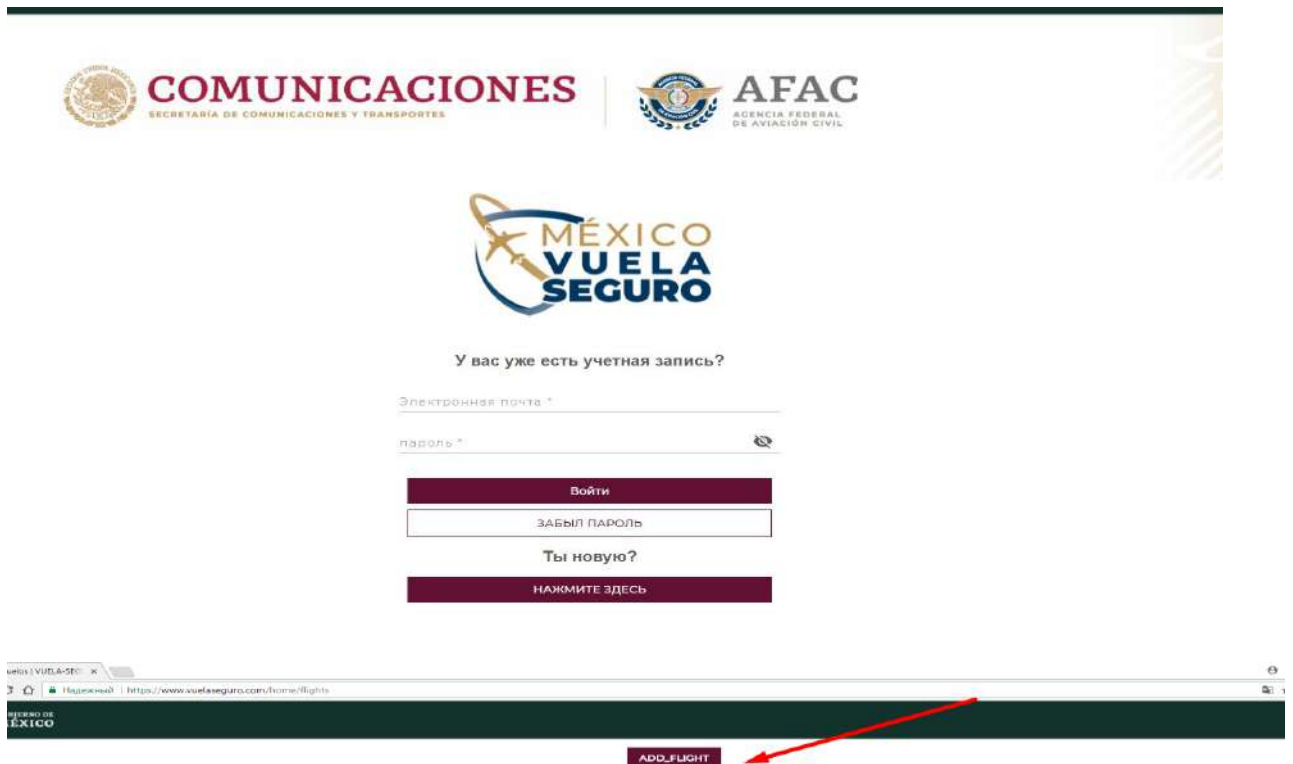 COMUNICACIONES
SECRETARÍA DE COMUNICACIONES Y TRANSPORTES
AFAC
AGENCIA FEDERAL
DE AVIACIÓN CIVIL
MÉXICO
VUELA
SEGURO
У вас уже есть учетная запись?
Электронная почта *
пароль *
Войти
ЗАБЫЛ ПАРОЛЬ
Ты новую?
НАЖМИТЕ ЗДЕСЬ
Надежный | https://www.vuelaseguro.com/home/flights
MÉXICO
ADD_FLIGHT